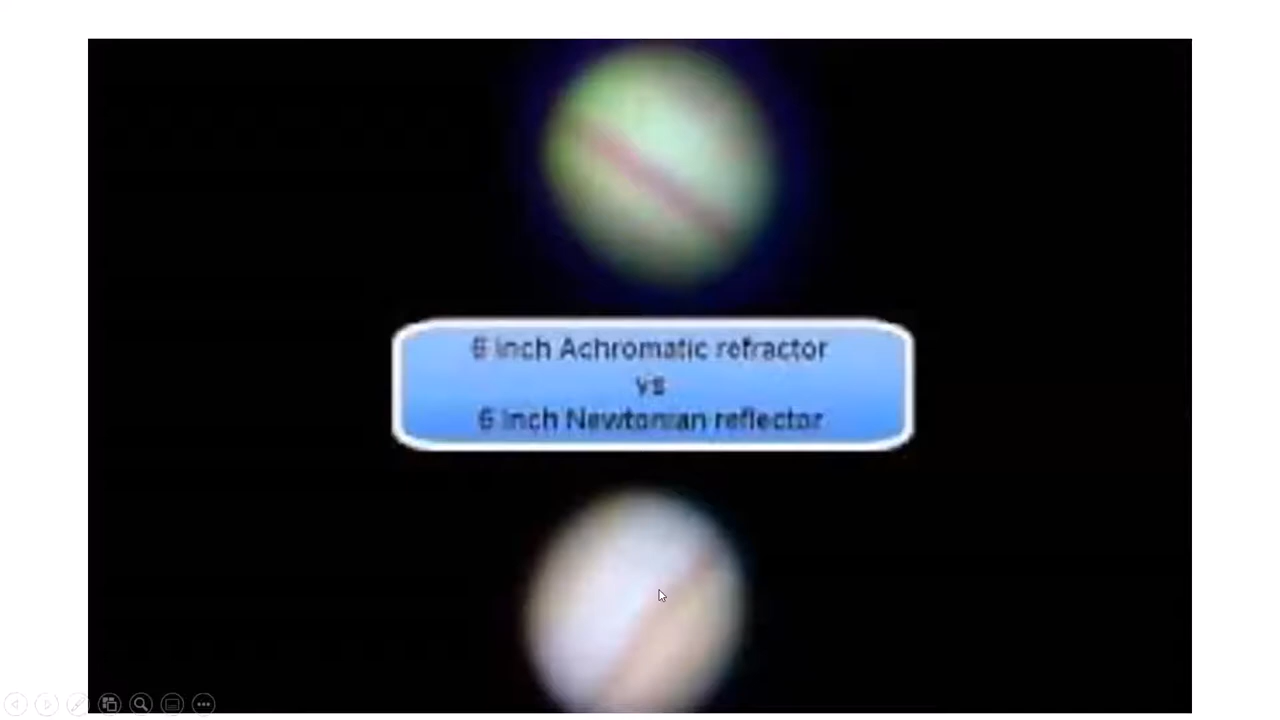 6 inch Achromatic refractor
vs
6 inch Newtonian reflector